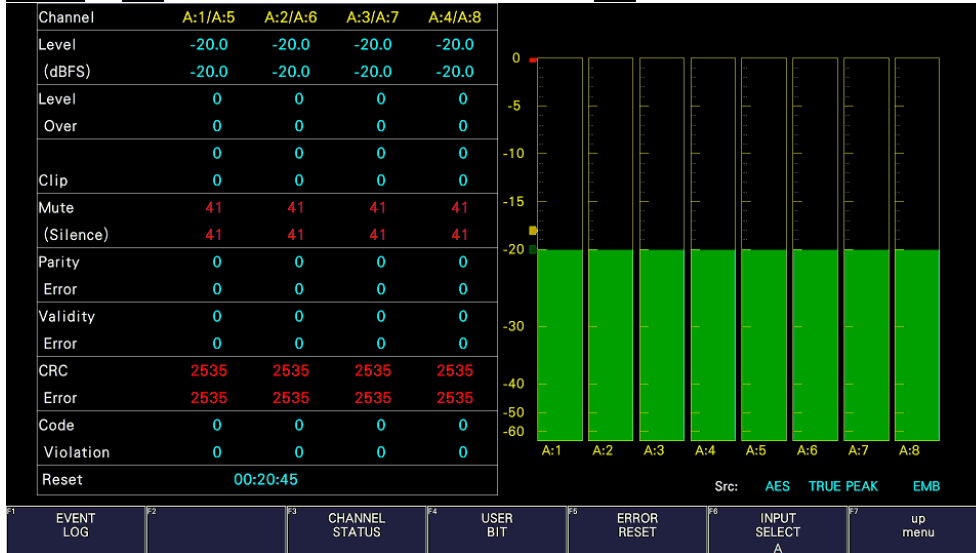 Channel A:1/A:5 A:2/A:6 A:3/A:7 A:4/A:8
Level -20.0 -20.0 -20.0 -20.0
(dBFS) -20.0 -20.0 -20.0 -20.0
Level 0 0 0 0
Over 0 0 0 0
0 0 0 0
Clip 0 0 0 0
Mute 41 41 41 41
(Silence) 41 41 41 41
Parity 0 0 0 0
Error 0 0 0 0
Validity 0 0 0 0
Error 0 0 0 0
CRC 2535 2535 2535 2535
Error 2535 2535 2535 2535
Code 0 0 0 0
Violation 0 0 0 0
Reset 00:20:45
0
-5
-10
-15
-20
-30
-40
-50
-60
A:1 A:2 A:3 A:4 A:5 A:6 A:7 A:8
Src: AES TRUE PEAK EMB
F1 EVENT
LOG
F2
F3 CHANNEL
STATUS
F4 USER
BIT
F5 ERROR
RESET
F6 INPUT
SELECT
A
F7 up
menu